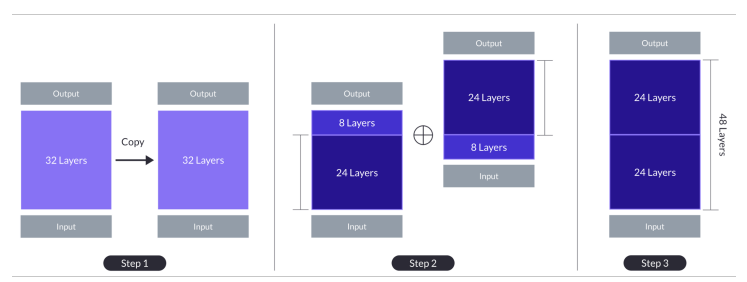 Output
Output
32 Layers
Copy
32 Layers
Input
Input
Step 1
Output
8 Layers
24 Layers
Input
Output
24 Layers
8 Layers
Input
Step 2
Output
24 Layers
24 Layers
48 Layers
Input
Step 3